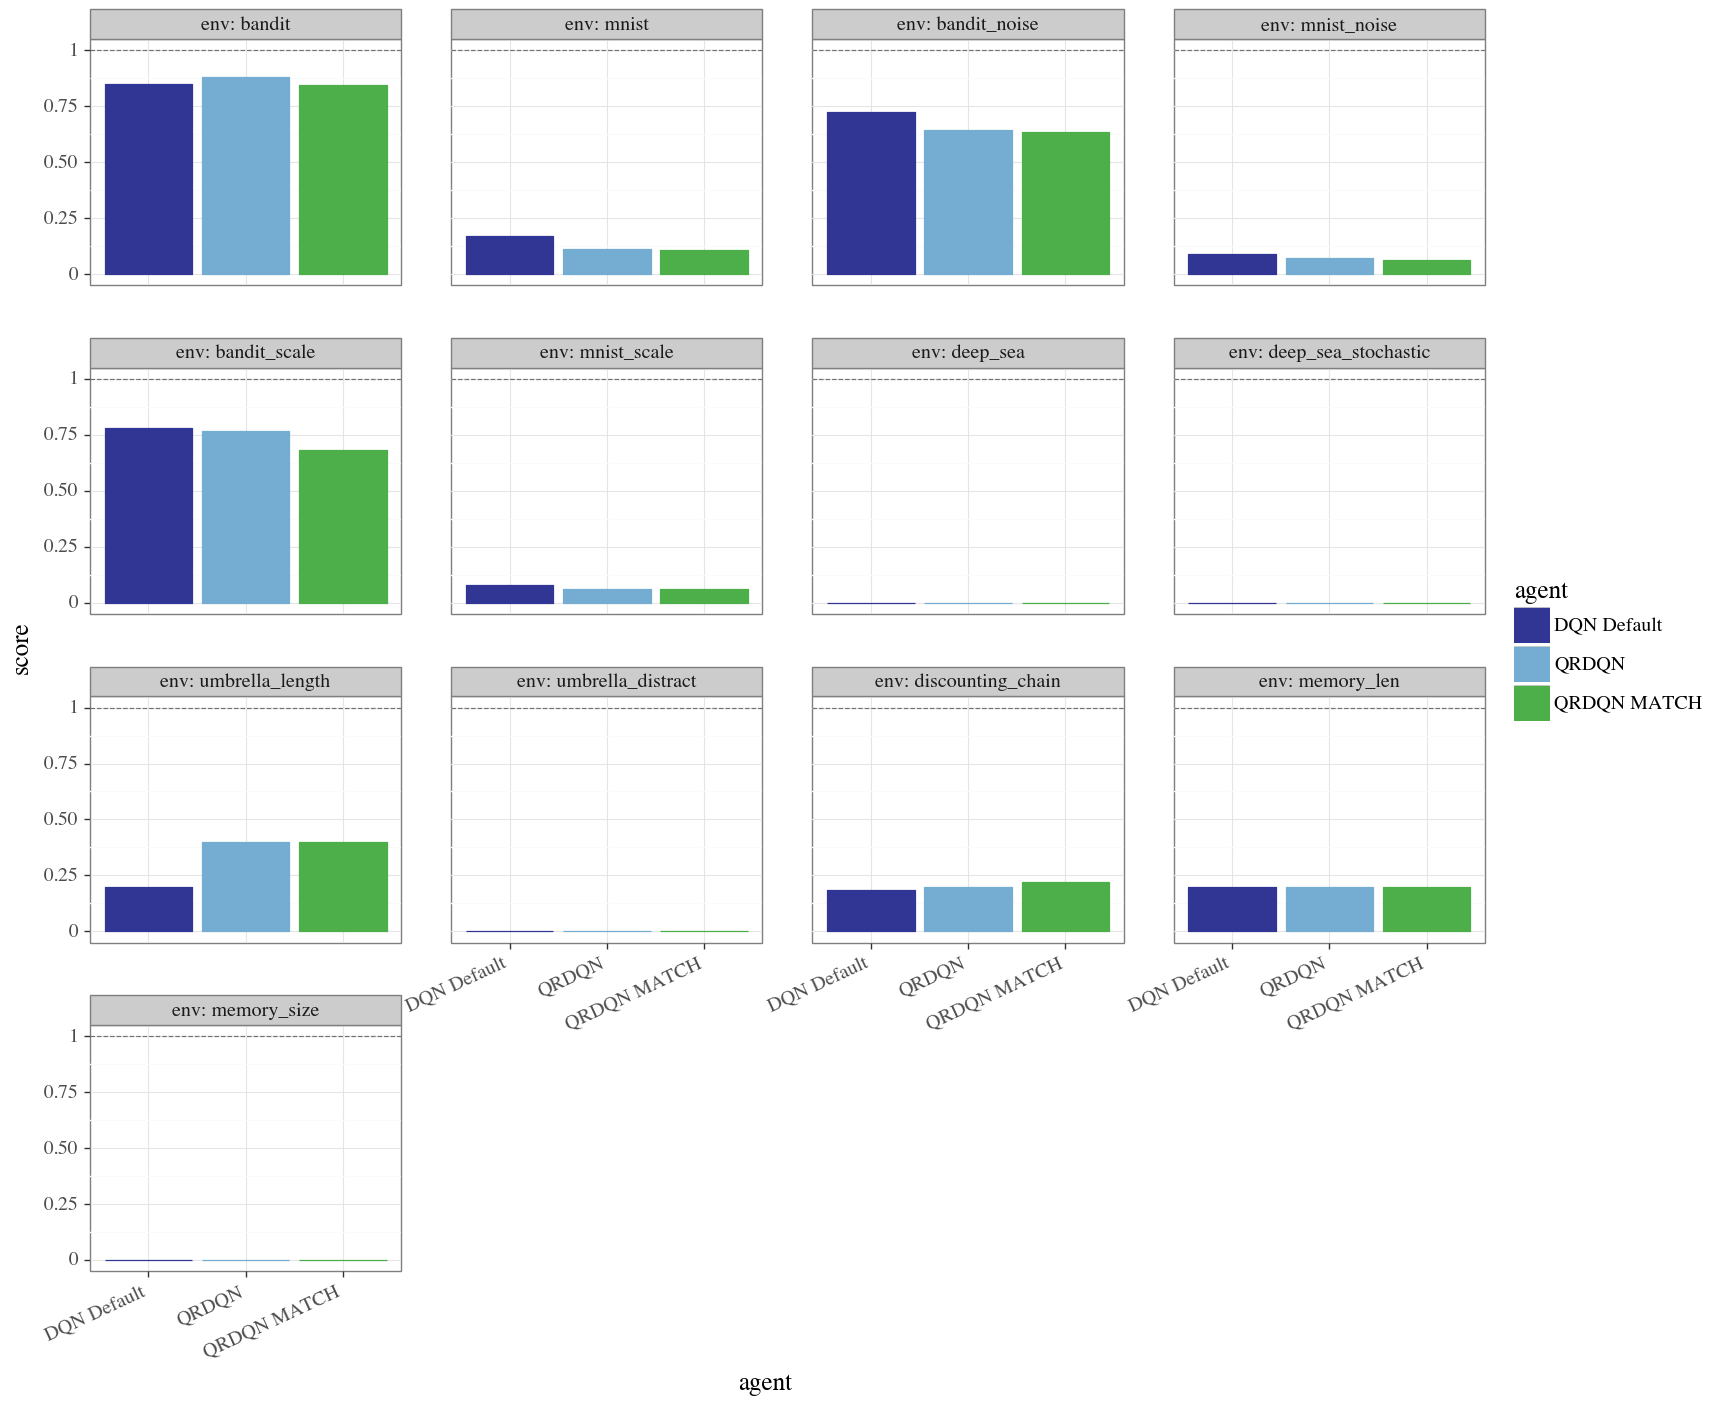 env: bandit
env: mnist
env: bandit_noise
env: mnist_noise
1
0.75
0.50
0.25
0
env: bandit_scale
env: mnist_scale
env: deep_sea
env: deep_sea_stochastic
1
0.75
0.50
0.25
0
env: umbrella_length
env: umbrella_distract
env: discounting_chain
env: memory_len
1
0.75
0.50
0.25
0
DQN Default
QRDQN
QRDQN MATCH
DQN Default
QRDQN
QRDQN MATCH
DQN Default
QRDQN
QRDQN MATCH
env: memory_size
1
0.75
0.50
0.25
0
DQN Default
QRDQN
QRDQN MATCH
score
agent
agent
DQN Default
QRDQN
QRDQN MATCH